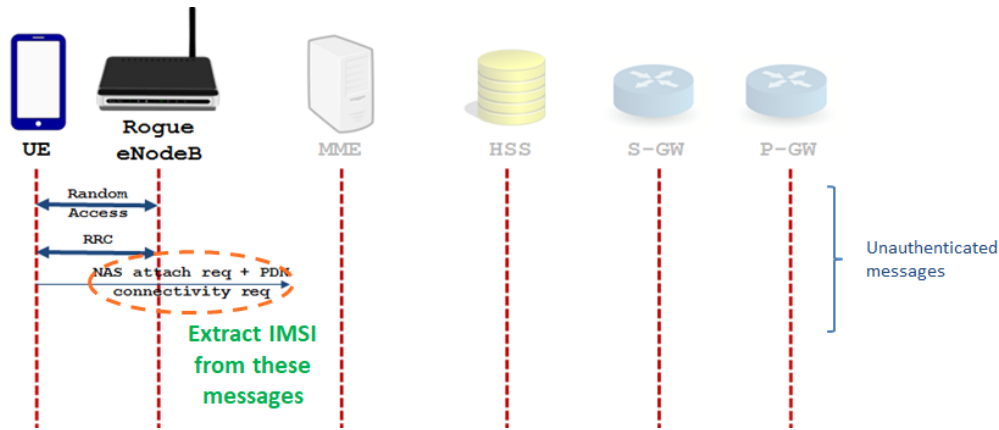 UE
Rogue
eNodeB
MME
HSS
S-GW
P-GW
Random
Access
RRC
NAS attach req + PDN
connectivity req
Extract IMSI
from these
messages
Unauthenticated
messages